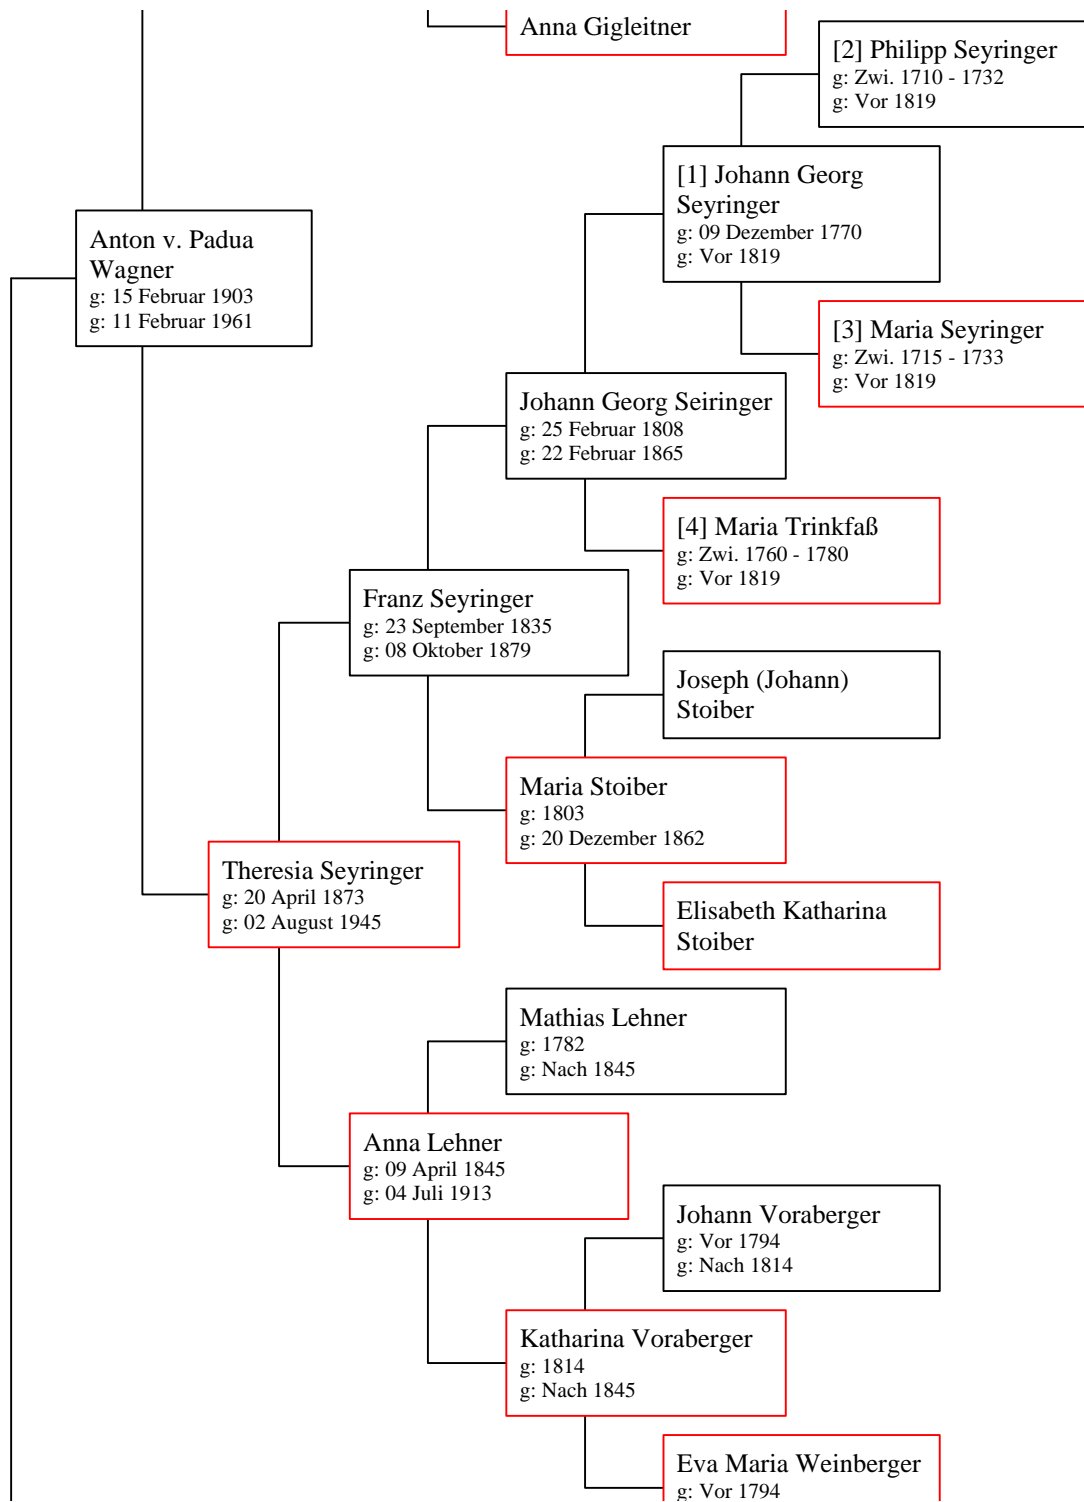 Anna Gigleitner
[2] Philipp Seyringer
g: Zwi. 1710 - 1732
g: Vor 1819
[1] Johann Georg
Seyringer
g: 09 Dezember 1770
g: Vor 1819
Anton v. Padua
Wagner
g: 15 Februar 1903
g: 11 Februar 1961
[3] Maria Seyringer
g: Zwi. 1715 - 1733
g: Vor 1819
Johann Georg Seiringer
g: 25 Februar 1808
g: 22 Februar 1865
[4] Maria Trinkfaß
g: Zwi. 1760 - 1780
g: Vor 1819
Franz Seyringer
g: 23 September 1835
g: 08 Oktober 1879
Joseph (Johann)
Stoiber
Maria Stoiber
g: 1803
g: 20 Dezember 1862
Theresia Seyringer
g: 20 April 1873
g: 02 August 1945
Elisabeth Katharina
Stoiber
Mathias Lehner
g: 1782
g: Nach 1845
Anna Lehner
g: 09 April 1845
g: 04 Juli 1913
Johann Voraberger
g: Vor 1794
g: Nach 1814
Katharina Voraberger
g: 1814
g: Nach 1845
Eva Maria Weinberger
g: Vor 1794